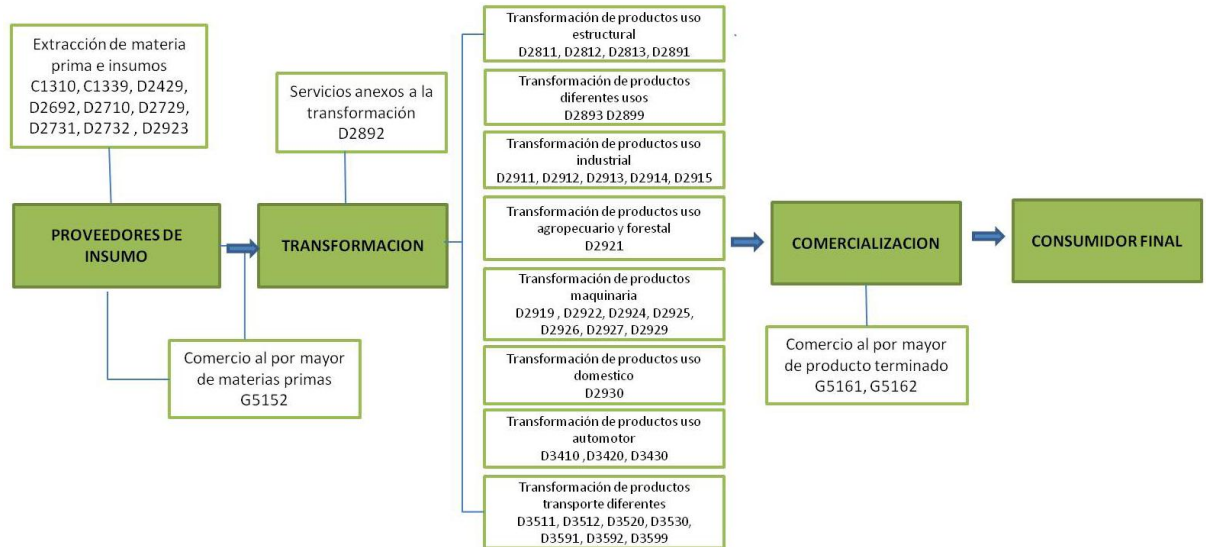 Extracción de materia
prima e insumos
C1310, C1339, D2429,
D2692, D2710, D2729,
D2731, D2732 , D2923
PROVEEDORES DE
INSUMO
Comercio al por mayor
de materias primas
G5152
Servicios anexos a la
transformación
D2892
TRANSFORMACION
Transformación de productos uso
estructural
D2811, D2812, D2813, D2891
Transformación de productos
diferentes usos
D2893 D2899
Transformación de productos uso
industrial
D2911, D2912, D2913, D2914, D2915
Transformación de productos uso
agropecuario y forestal
D2921
Transformación de productos
maquinaria
D2919 , D2922, D2924, D2925,
D2926, D2927, D2929
Transformación de productos uso
domestico
D2930
Transformación de productos uso
automotor
D3410 ,D3420, D3430
Transformación de productos
transporte diferentes
D3511, D3512, D3520, D3530,
D3591, D3592, D3599
COMERCIALIZACION
Comercio al por mayor
de producto terminado
G5161, G5162
CONSUMIDOR FINAL